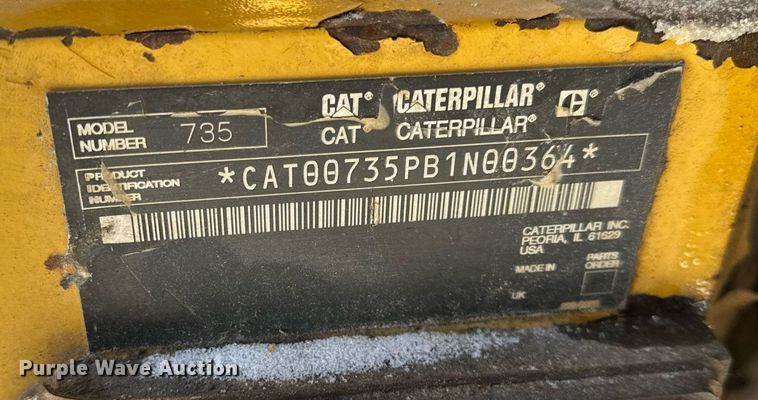 CAT® CATERPILLAR®
CAT CATERPILLAR®
MODEL NUMBER 735
PRODUCT IDENTIFICATION NUMBER *CAT00735PB1N00364*
CATERPILLAR INC.
PEORIA, IL 61629
USA
MADE IN
PARTS ORDER
UK
Purple Wave Auction